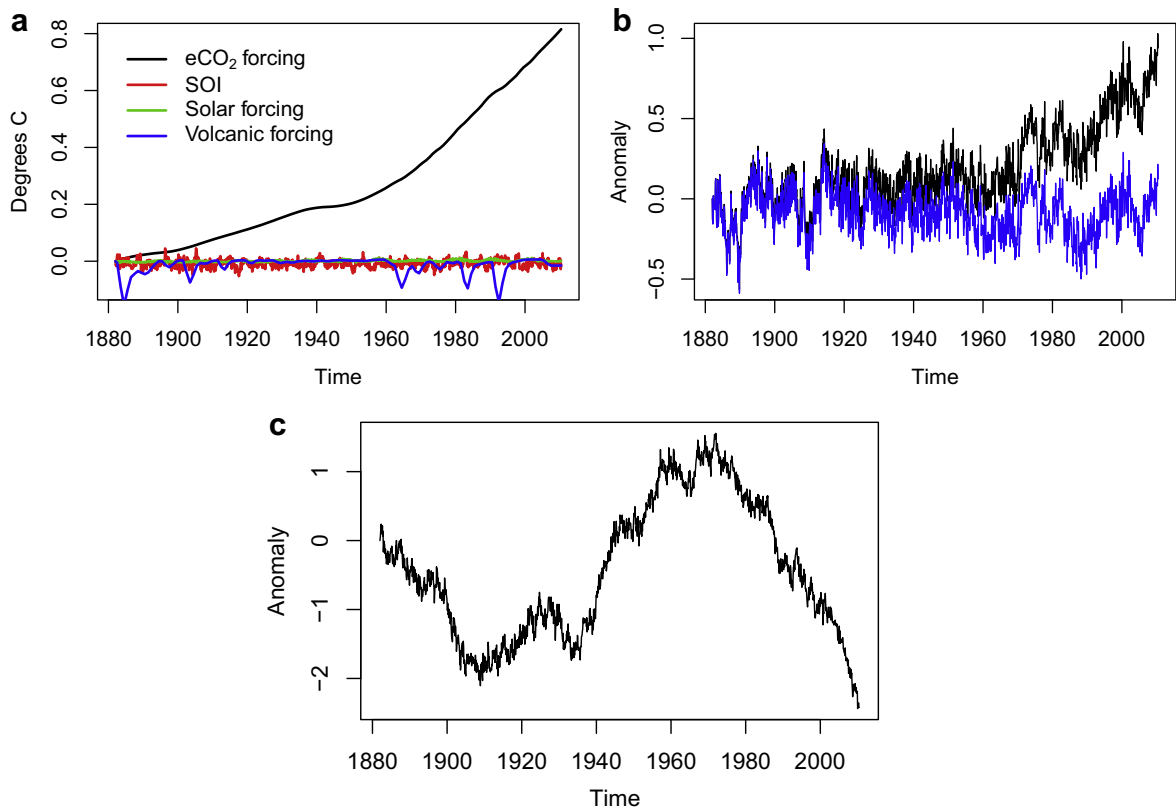 a
Degrees C
0.8
0.6
0.4
0.2
0.0
eCO₂ forcing
SOI
Solar forcing
Volcanic forcing
1880 1900 1920 1940 1960 1980 2000
Time
b
Anomaly
1.0
0.5
0.0
−0.5
1880 1900 1920 1940 1960 1980 2000
Time
c
Anomaly
1
0
−1
−2
1880 1900 1920 1940 1960 1980 2000
Time